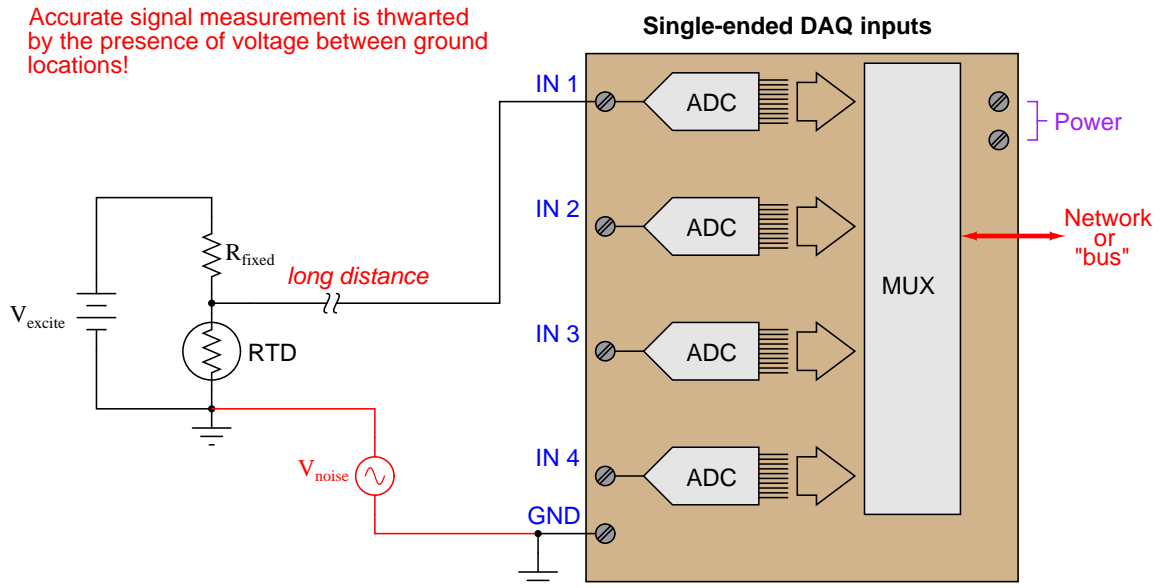 Accurate signal measurement is thwarted
by the presence of voltage between ground
locations!
Single-ended DAQ inputs
IN 1
ADC
Power
IN 2
ADC
Network
or
"bus"
Rfixed
long distance
MUX
Vexcite
IN 3
ADC
RTD
IN 4
ADC
Vnoise
GND